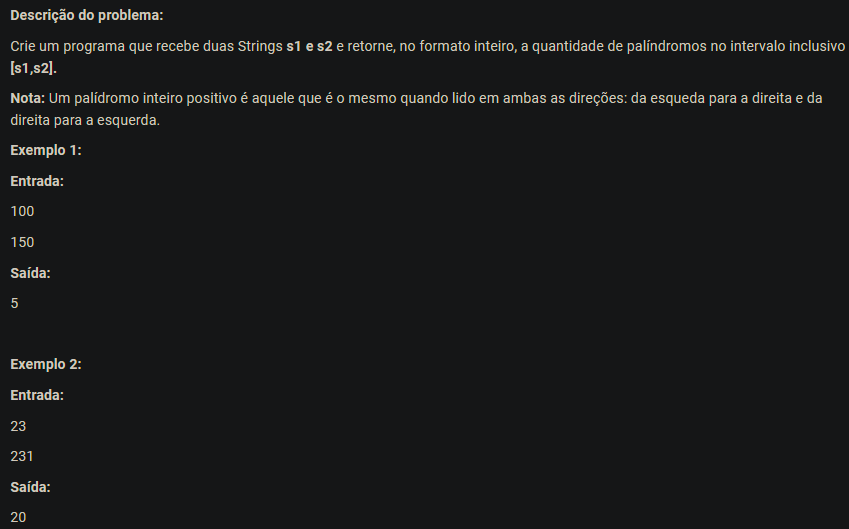 Descrição do problema:
Crie um programa que recebe duas Strings s1 e s2 e retorne, no formato inteiro, a quantidade de palíndromos no intervalo inclusivo
[s1,s2].
Nota: Um palídromo inteiro positivo é aquele que é o mesmo quando lido em ambas as direções: da esqueda para a direita e da
direita para a esquerda.
Exemplo 1:
Entrada:
100
150
Saída:
5
Exemplo 2:
Entrada:
23
231
Saída:
20